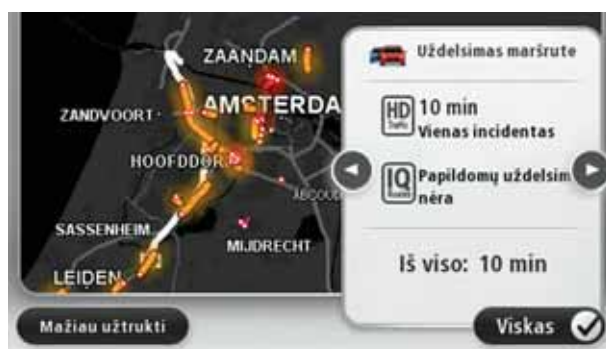 ZAANDAM
ZANDVOORT
AMSTERDA
HOOFDDOR
SASSENHEIM
MIJDRECHT
LEIDEN
Uždelsimas maršrute
HD Traffic
10 min
Vienas incidentas
IQ
Papildomų uždelsim
nėra
Iš viso: 10 min
Mažiau užtrukti
Viskas